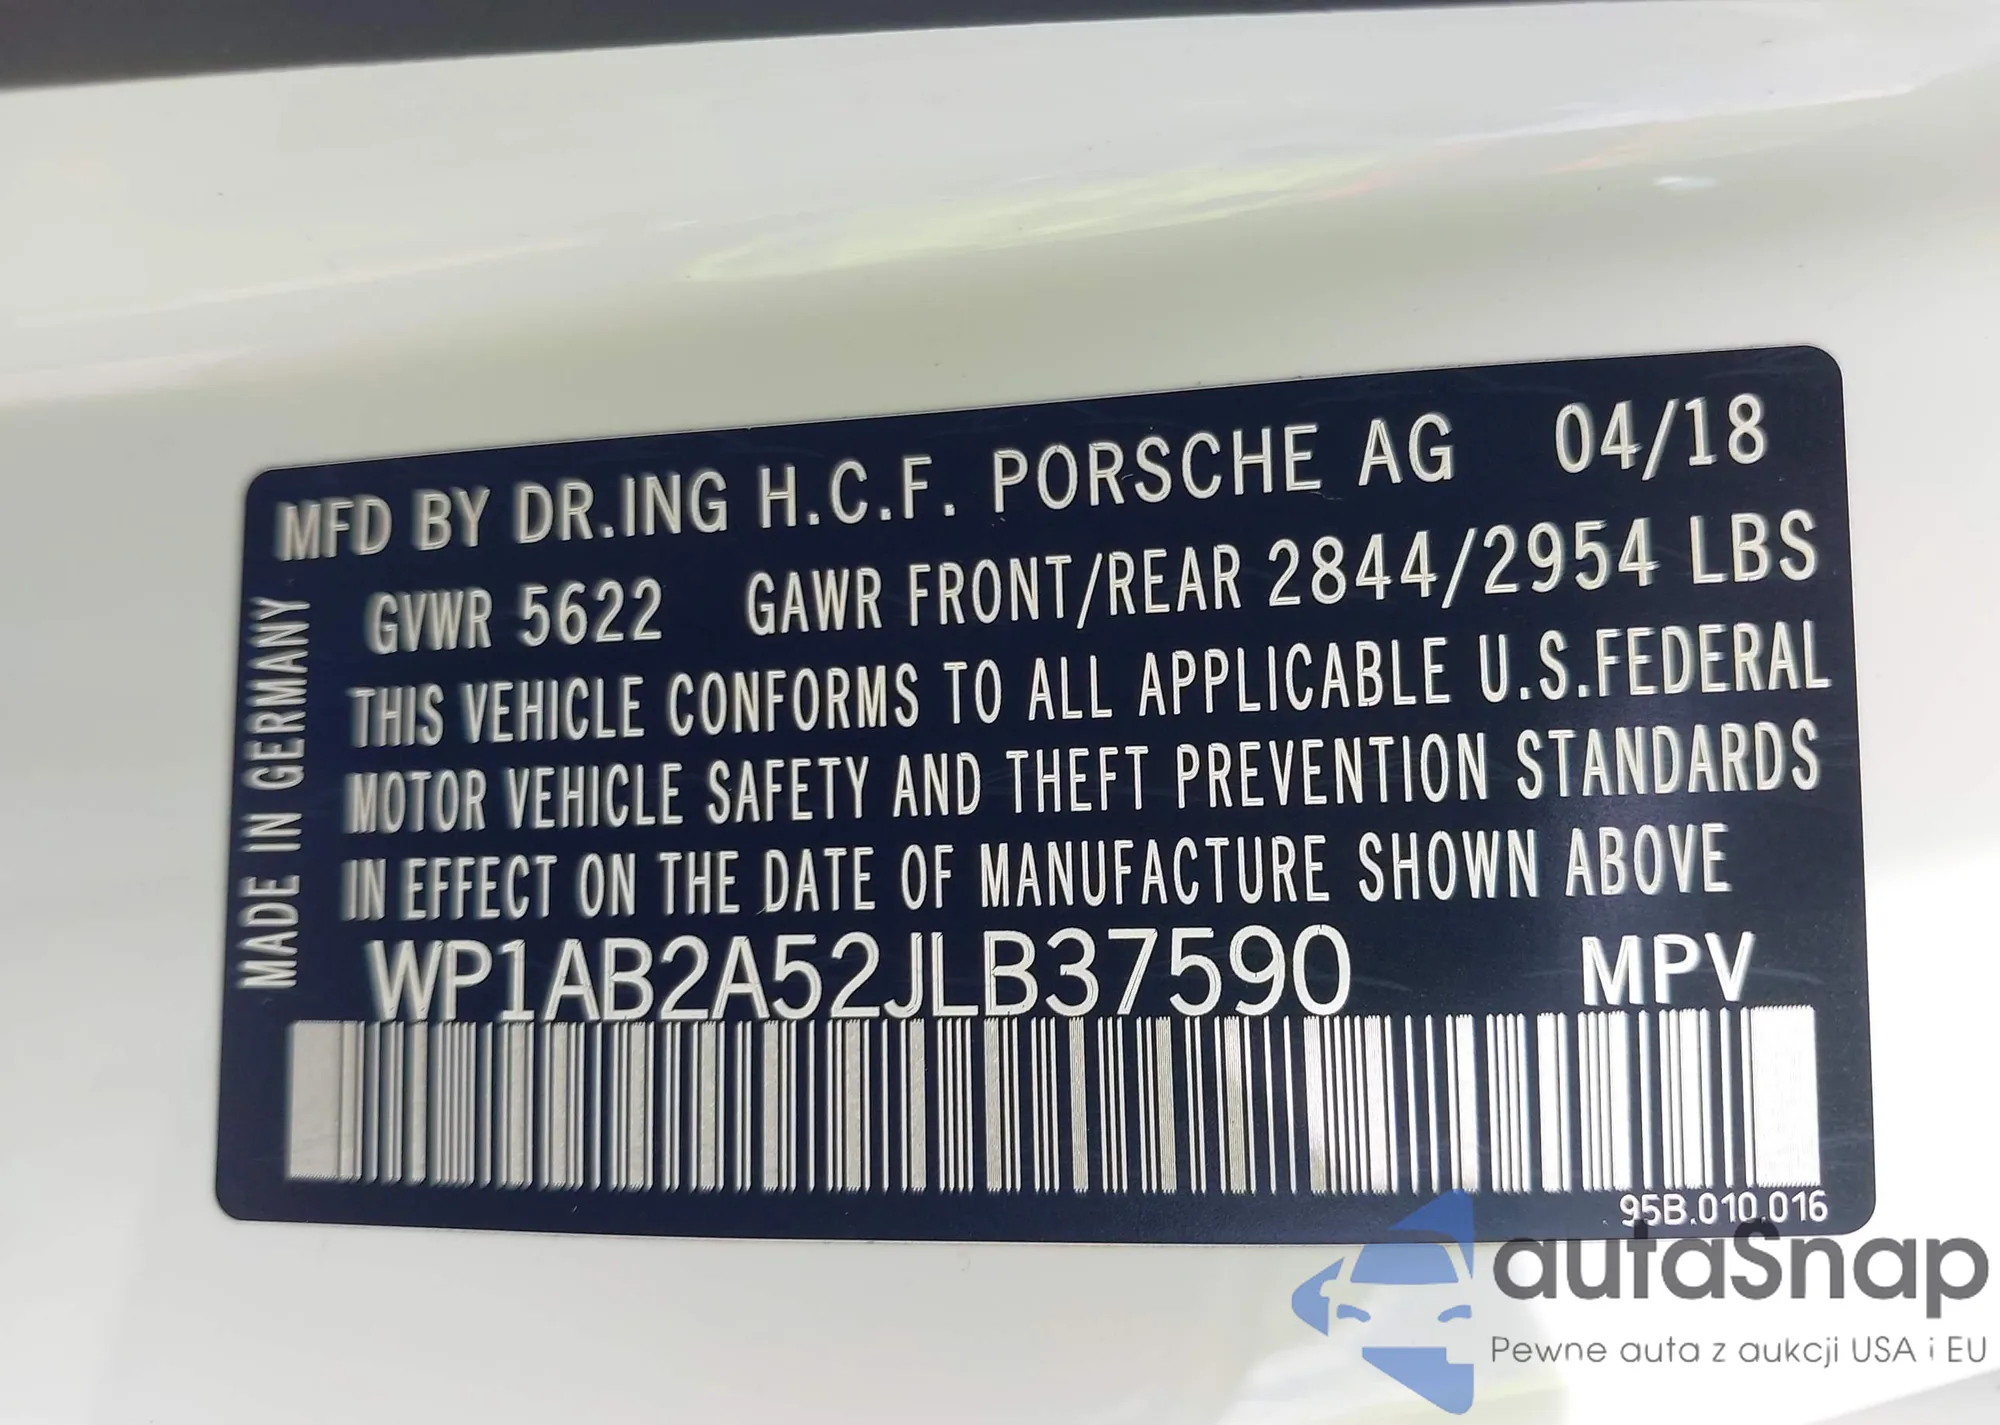 MFD BY DR.ING H.C.F. PORSCHE AG 04/18
GVWR 5622 GAWR FRONT/REAR 2844/2954 LBS
THIS VEHICLE CONFORMS TO ALL APPLICABLE U.S.FEDERAL
MOTOR VEHICLE SAFETY AND THEFT PREVENTION STANDARDS
IN EFFECT ON THE DATE OF MANUFACTURE SHOWN ABOVE
WP1AB2A52JLB37590 MPV
MADE IN GERMANY
95B.010.016
autaSnap
Pewne auta z aukcji USA i EU